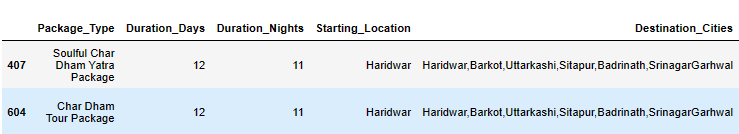 Package_Type Duration_Days Duration_Nights Starting_Location Destination_Cities
Soulful Char
407 Dham Yatra 12 11 Haridwar Haridwar,Barkot,Uttarkashi,Sitapur,Badrinath,SrinagarGarhwal
Package
604 Char Dham 12 11 Haridwar Haridwar,Barkot,Uttarkashi,Sitapur,Badrinath,SrinagarGarhwal
Tour Package